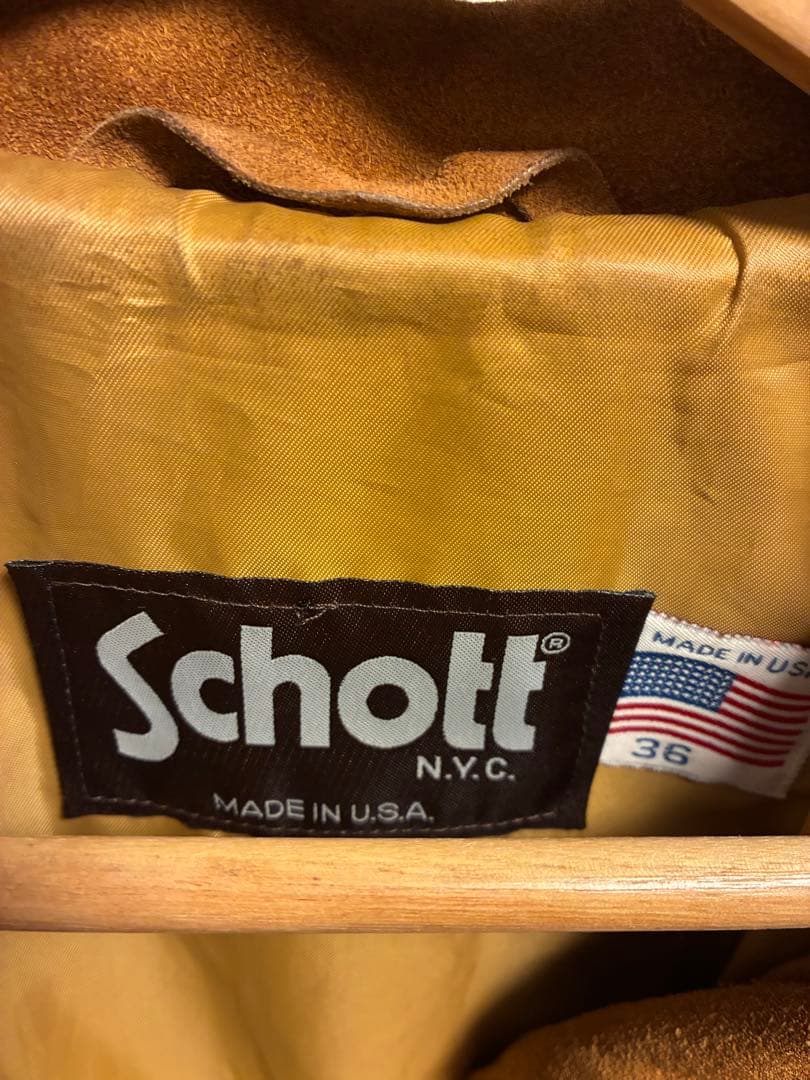 Schott®
N.Y.C.
MADE IN U.S.A.
MADE IN USA
36